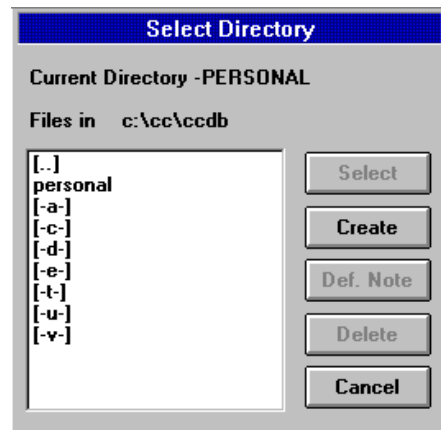 Select Directory
Current Directory -PERSONAL
Files in c:\cc\ccdb
[..]
personal
[-a-]
[-c-]
[-d-]
[-e-]
[-t-]
[-u-]
[-v-]
Select
Create
Def. Note
Delete
Cancel